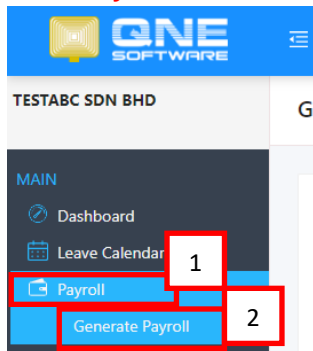 QNE
SOFTWARE
TESTABC SDN BHD
G
MAIN
Dashboard
Leave Calendar
1
Payroll
Generate Payroll
2